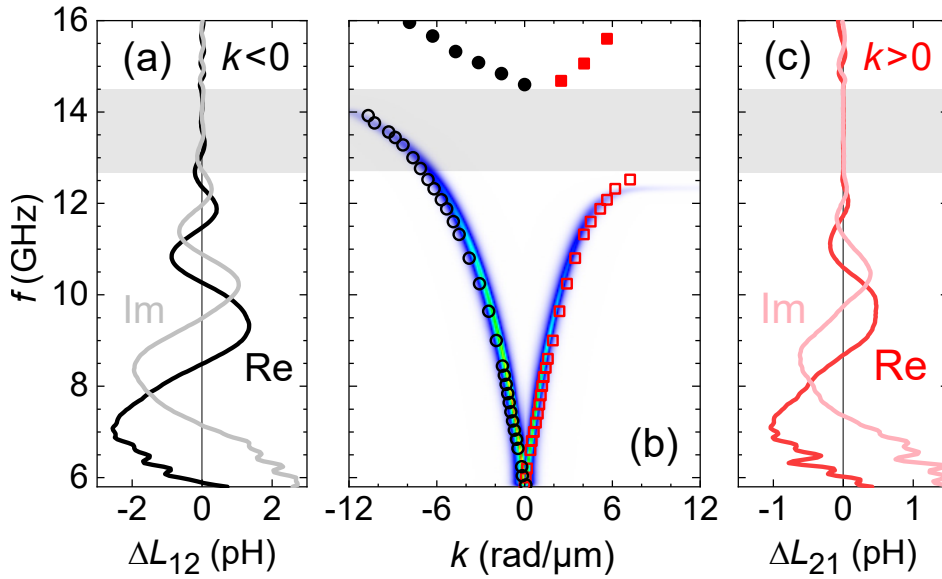 16
14
12
10
8
6
f (GHz)
(a)
k<0
Im
Re
-2
0
2
ΔL12 (pH)
(b)
-12
-6
0
6
12
k (rad/μm)
(c)
k>0
Im
Re
-1
0
1
ΔL21 (pH)